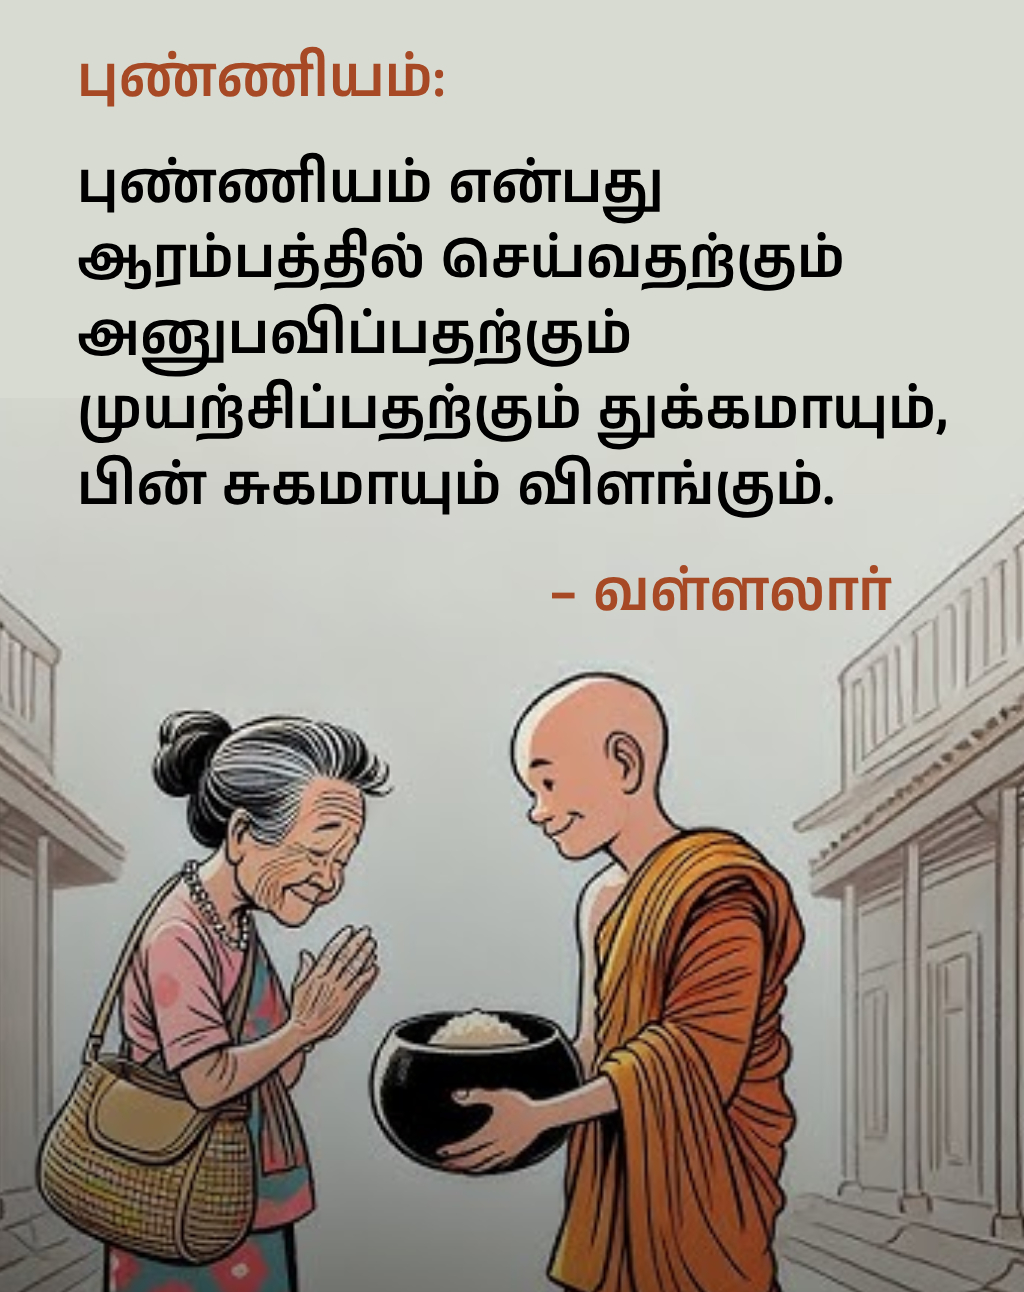 புண்ணியம்:
புண்ணியம் என்பது
ஆரம்பத்தில் செய்வதற்கும்
அனுபவிப்பதற்கும்
முயற்சிப்பதற்கும் துக்கமாயும்,
பின் சுகமாயும் விளங்கும்.
– வள்ளலார்